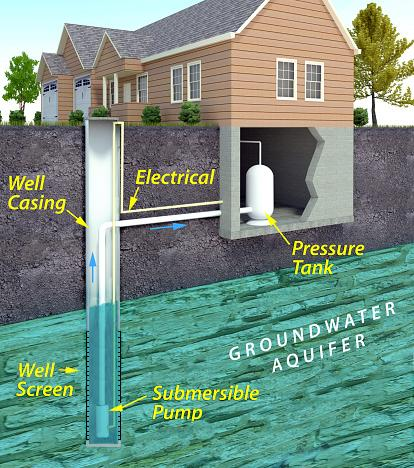 Electrical
Well
Casing
Pressure
Tank
GROUNDWATER
AQUIFER
Well
Screen
Submersible
Pump